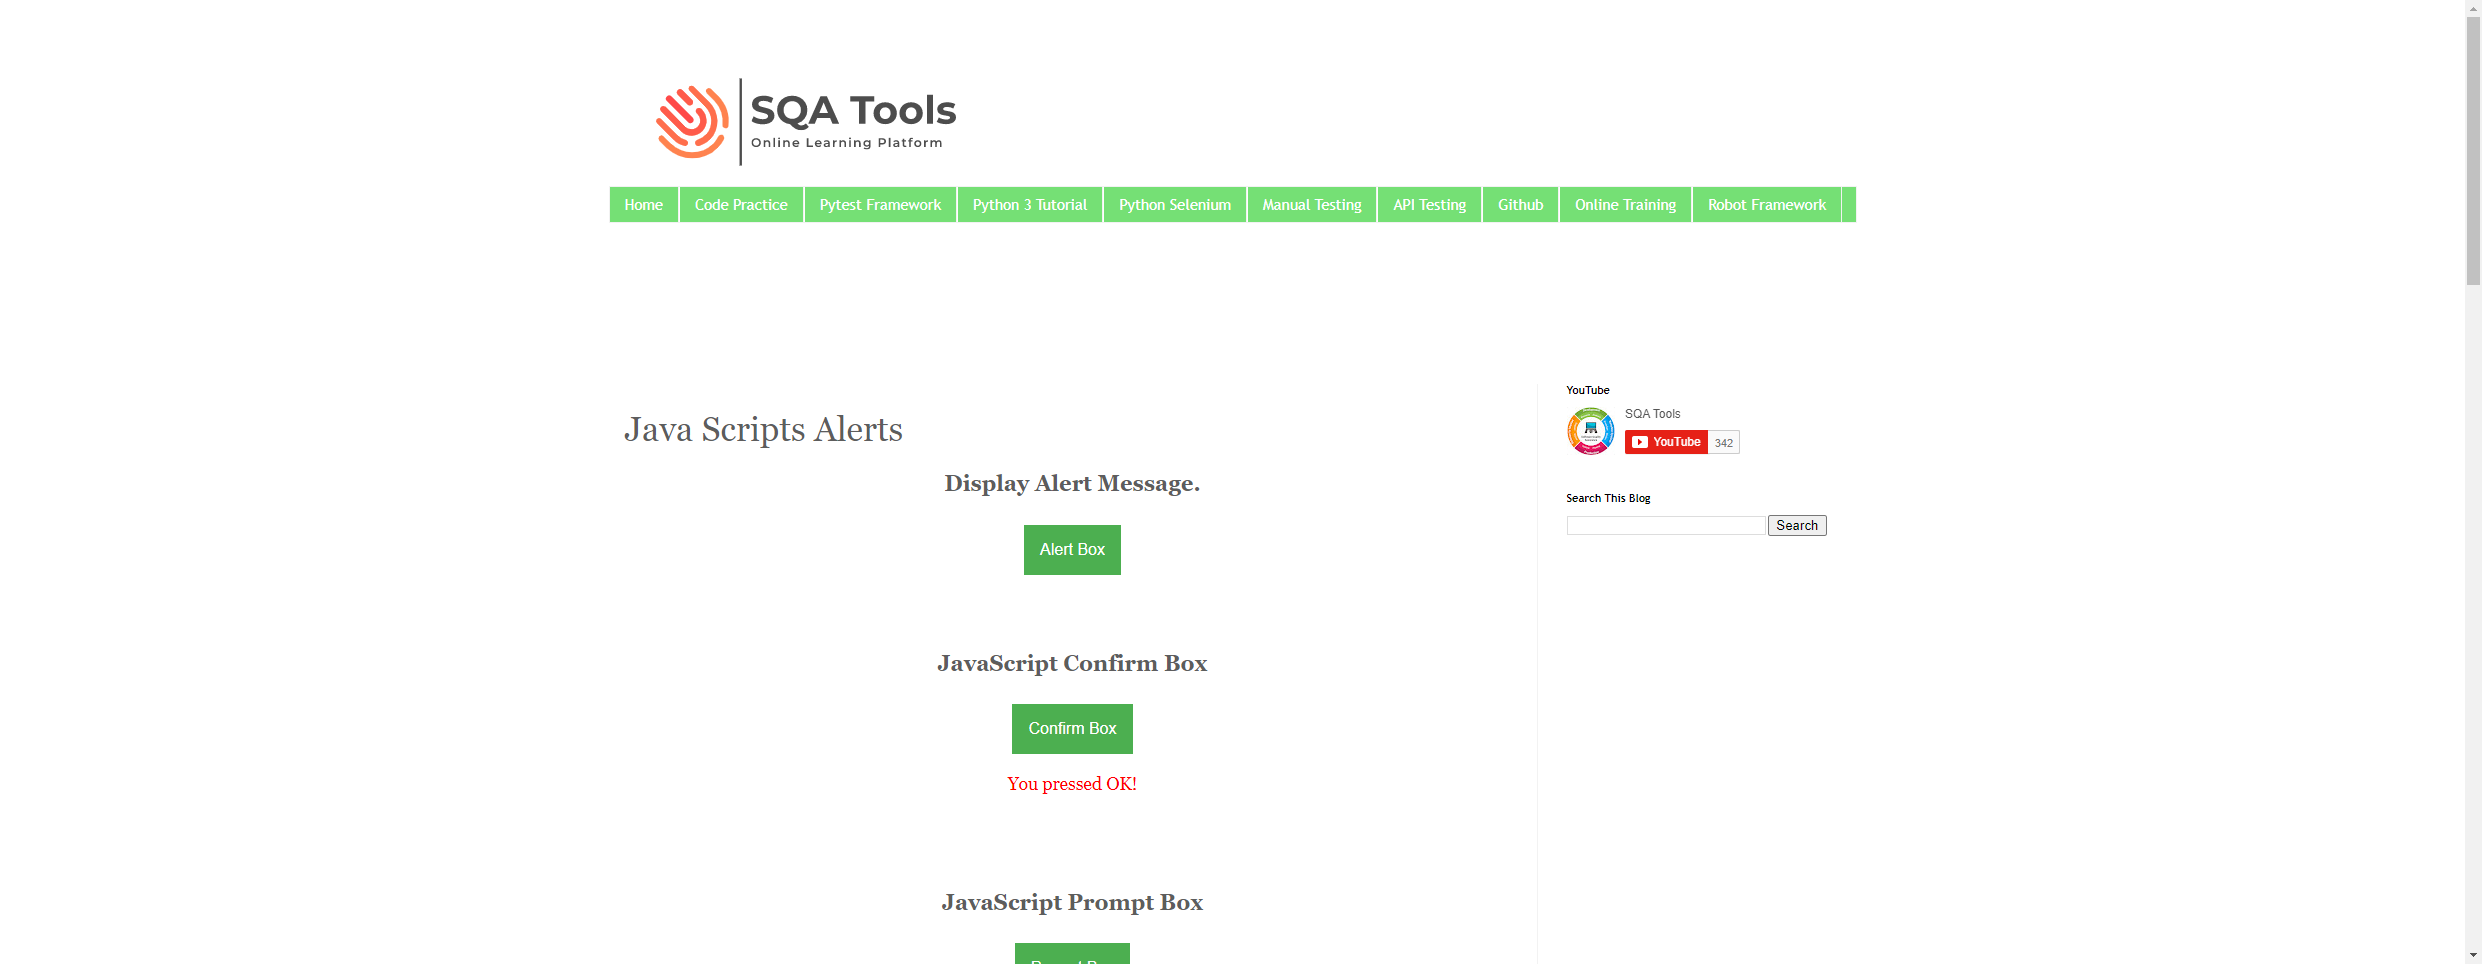 SQA Tools
Online Learning Platform
Home Code Practice Pytest Framework Python 3 Tutorial Python Selenium Manual Testing API Testing Github Online Training Robot Framework
Java Scripts Alerts
Display Alert Message.
Alert Box
JavaScript Confirm Box
Confirm Box
You pressed OK!
JavaScript Prompt Box
YouTube
SQA Tools
YouTube 342
Search This Blog
Search